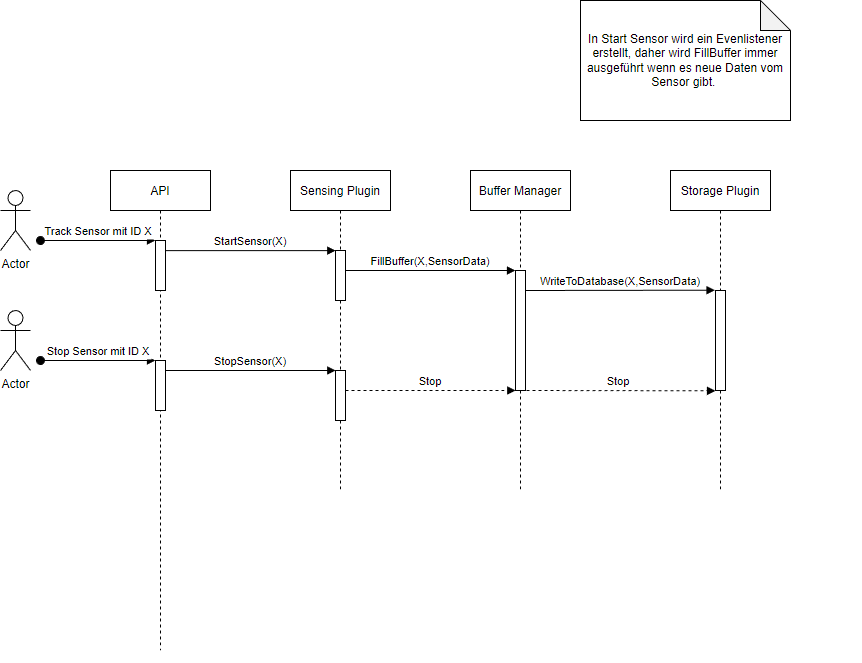 In Start Sensor wird ein Evenlistener
erstellt, daher wird FillBuffer immer
ausgeführt wenn es neue Daten vom
Sensor gibt.
API
Sensing Plugin
Buffer Manager
Storage Plugin
Track Sensor mit ID X
StartSensor(X)
Actor
FillBuffer(X,SensorData)
WriteToDatabase(X,SensorData)
Stop Sensor mit ID X
StopSensor(X)
Actor
Stop
Stop